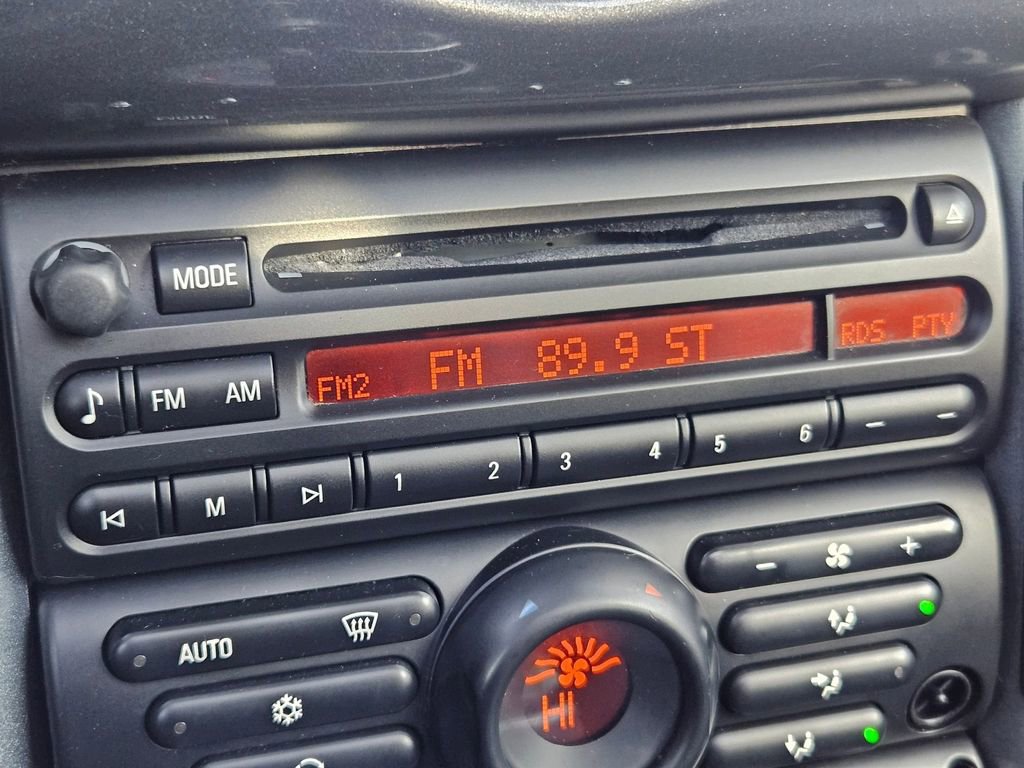 MODE
FM2 FM 89.9 ST RDS PTY
FM AM
M 1 2 3 4 5 6
- +
AUTO
HI